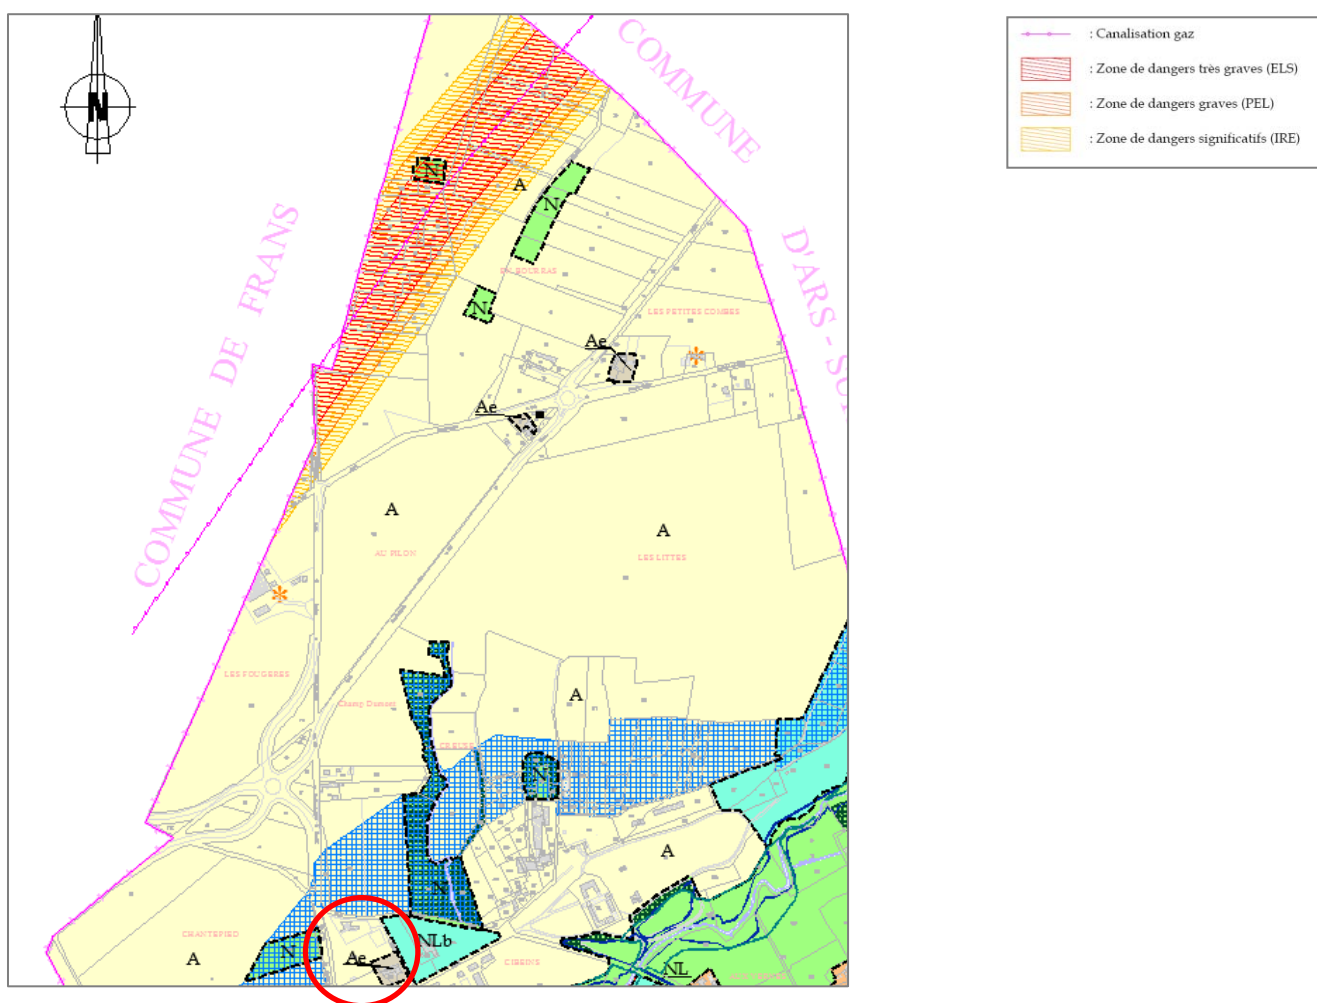 N
COMMUNE
D'ARS - SU
COMMUNE DE FRANS
: Canalisation gaz
: Zone de dangers très graves (ELS)
: Zone de dangers graves (PEL)
: Zone de dangers significatifs (IRE)
N
A
N
EN BOURRAS
N
LES PETITES COMBES
Ae
Ae
A
A
AU PILON
LES LITTES
LES FOUGERES
Champ Dumont
A
CREUSE
N
A
N
CHANTEPIED
A
N
Ae
NLb
CIBEINS
NL